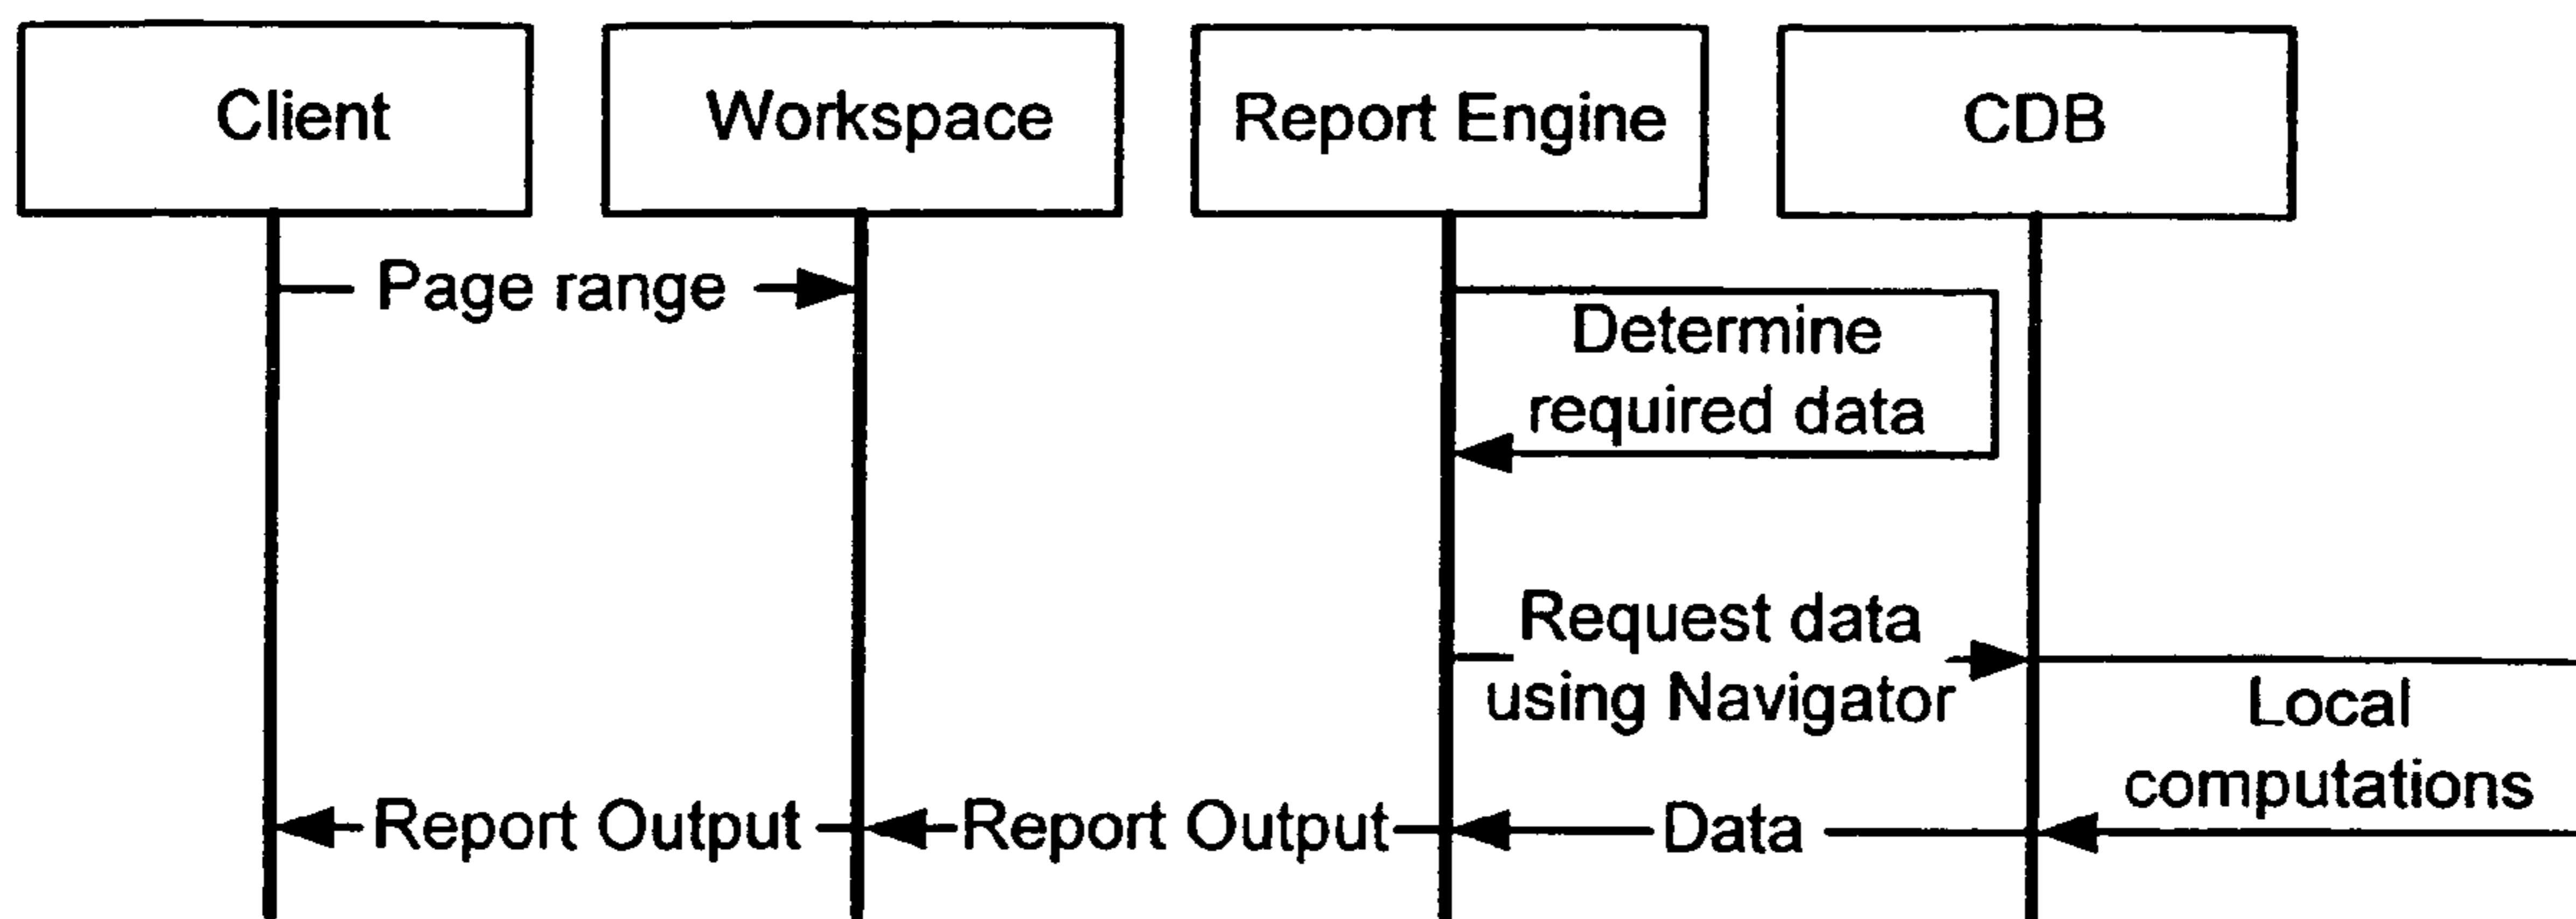 Client
Workspace
Report Engine
CDB
Page range
Determine
required data
Request data
using Navigator
Local
computations
Report Output
Report Output
Data